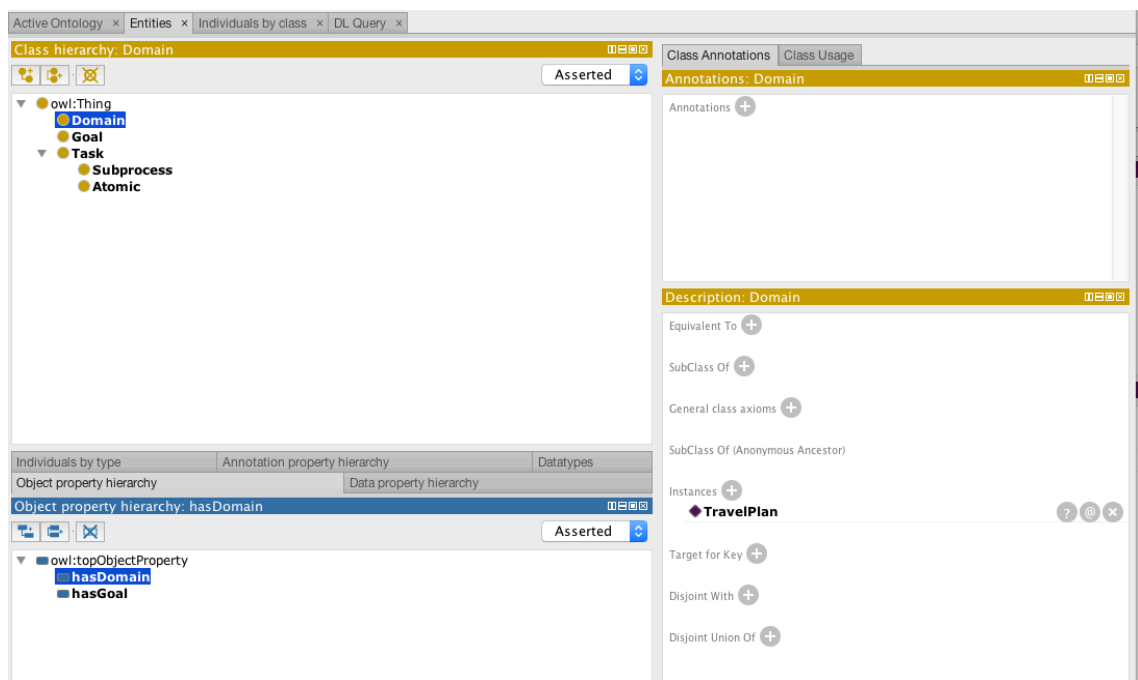 Active Ontology × Entities × Individuals by class × DL Query ×
Class hierarchy: Domain
Asserted
owl:Thing
Domain
Goal
Task
Subprocess
Atomic
Individuals by type Annotation property hierarchy Datatypes
Object property hierarchy Data property hierarchy
Object property hierarchy: hasDomain
Asserted
owl:topObjectProperty
hasDomain
hasGoal
Class Annotations Class Usage
Annotations: Domain
Annotations
Description: Domain
Equivalent To
SubClass Of
General class axioms
SubClass Of (Anonymous Ancestor)
Instances
TravelPlan ? @ ×
Target for Key
Disjoint With
Disjoint Union Of